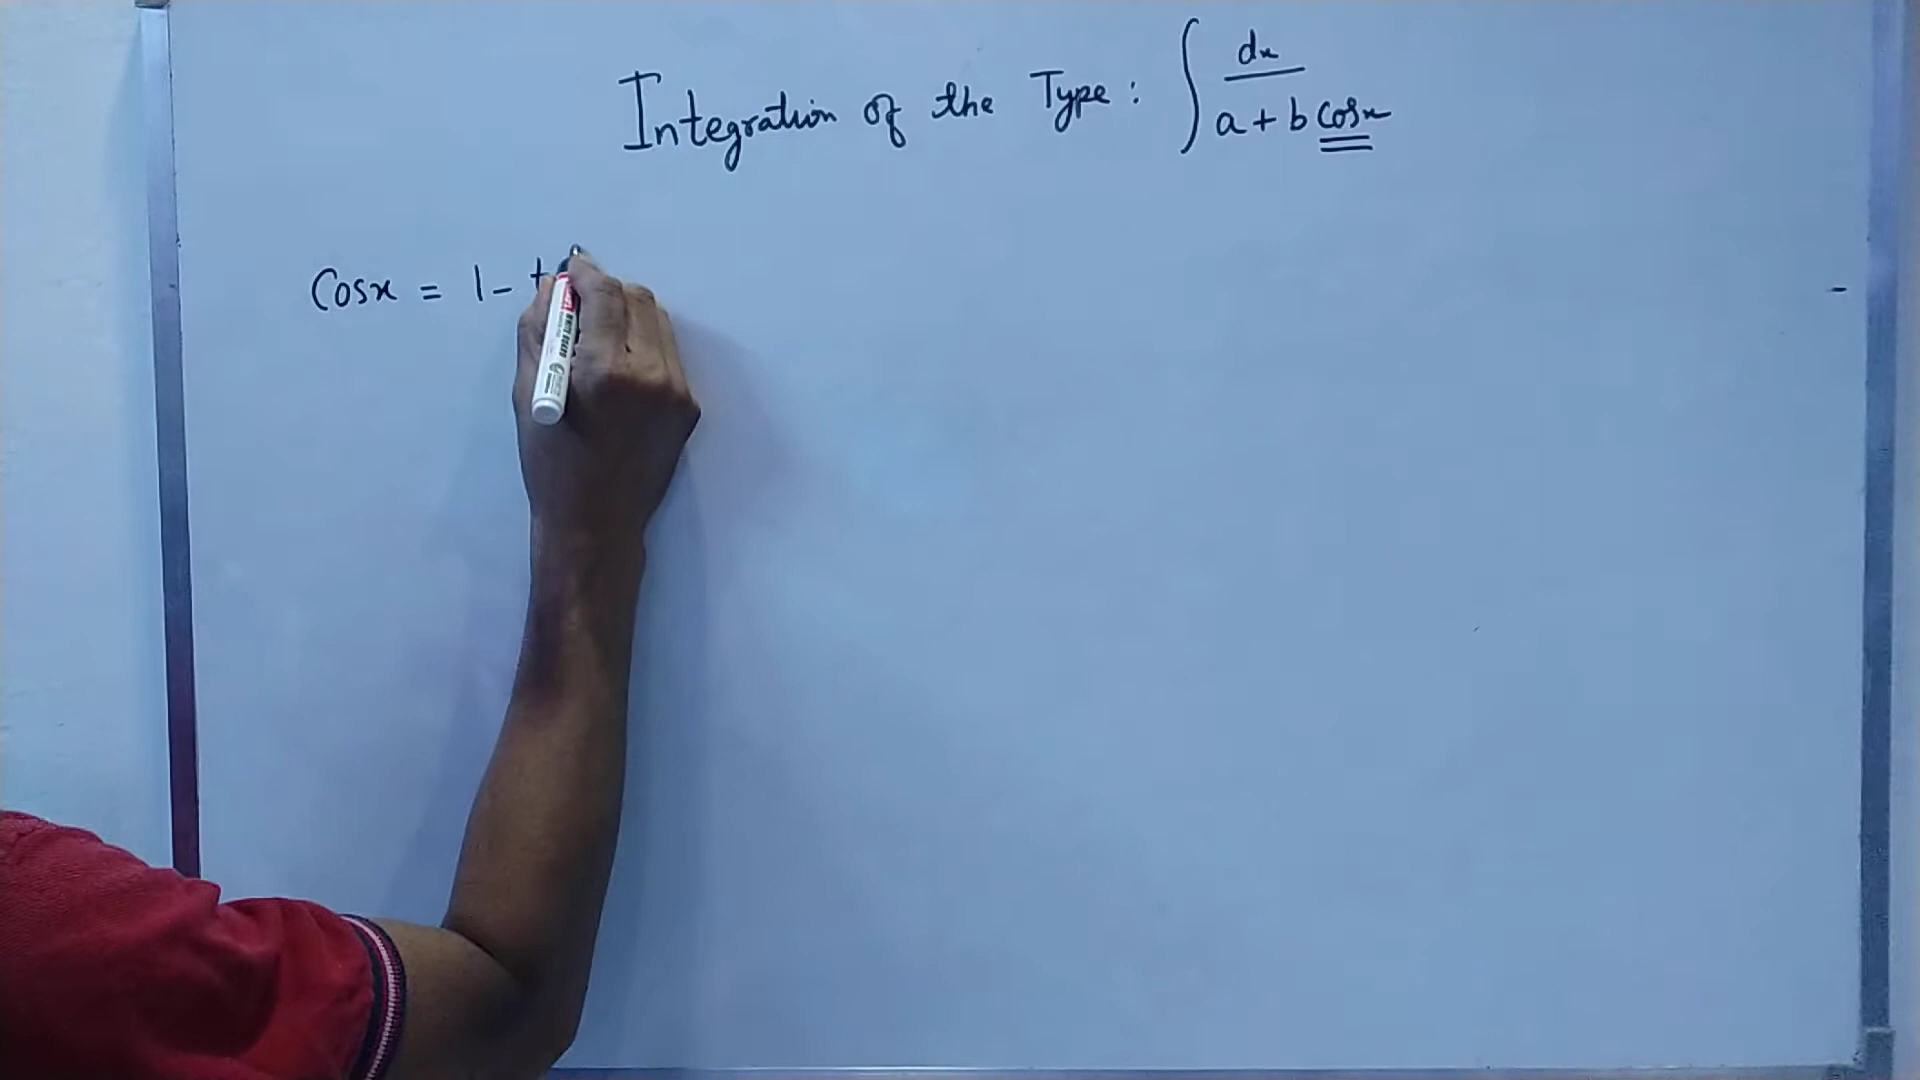 Integration of the Type: ∫ dx / a + b cosx
Cosx = 1 - t